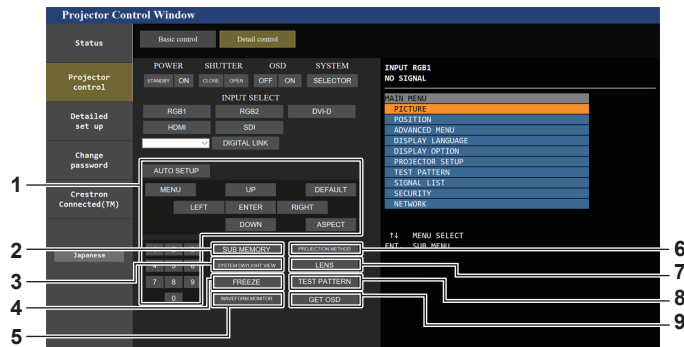 Projector Control Window
Status
Basic control
Detail control
POWER SHUTTER OSD SYSTEM
STANDBY ON CLOSE OPEN OFF ON SELECTOR
INPUT SELECT
RGB1 RGB2 DVI-D
HDMI SDI
DIGITAL LINK
Projector control
Detailed set up
Change password
Crestron Connected(TM)
Japanese
AUTO SETUP
MENU UP DEFAULT
LEFT ENTER RIGHT
DOWN ASPECT
SUB MEMORY PROJECTION METHOD
SYSTEM DAYLIGHT VIEW LENS
7 8 9 FREEZE TEST PATTERN
0 WAVEFORM MONITOR GET OSD
INPUT RGB1
NO SIGNAL
MAIN MENU
PICTURE
POSITION
ADVANCED MENU
DISPLAY LANGUAGE
DISPLAY OPTION
PROJECTOR SETUP
TEST PATTERN
SIGNAL LIST
SECURITY
NETWORK
↑↓ MENU SELECT
ENT SUB MENU
1
2
3
4
5
6
7
8
9